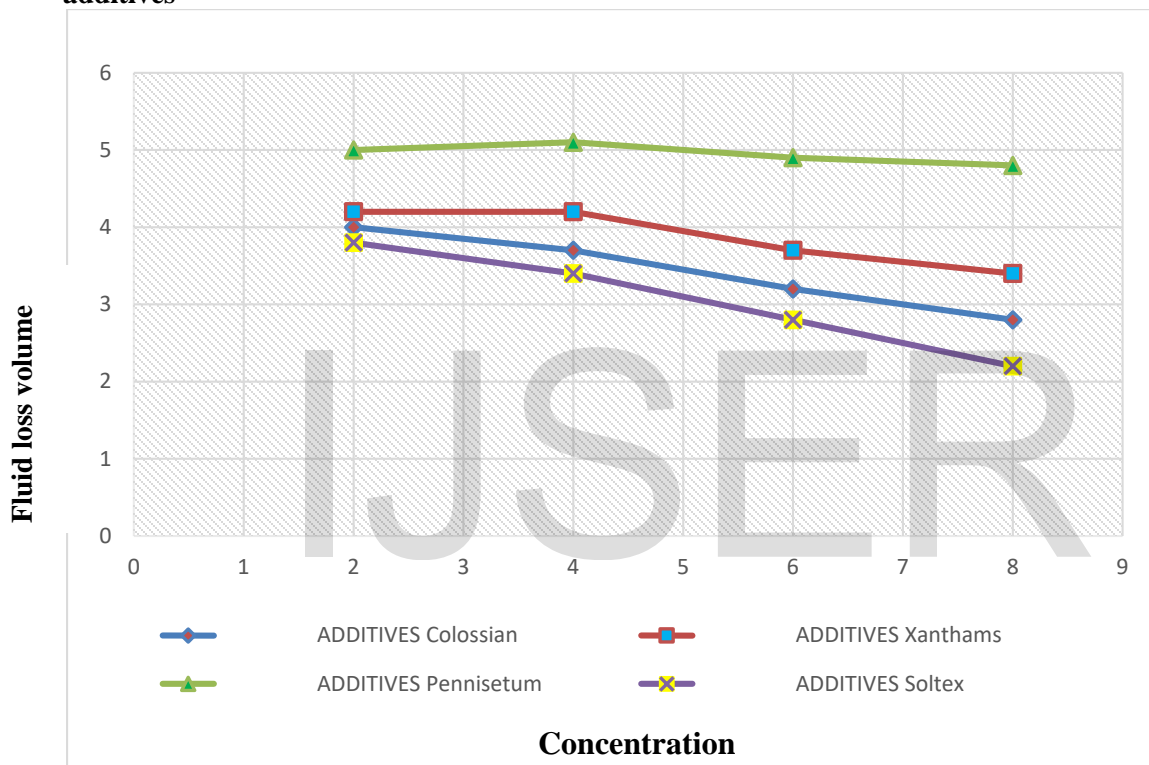 additives
6
5
4
3
2
1
0
0 1 2 3 4 5 6 7 8 9
Fluid loss volume
IJSER
ADDITIVES Colossian ADDITIVES Xanthams
ADDITIVES Pennisetum ADDITIVES Soltex
Concentration